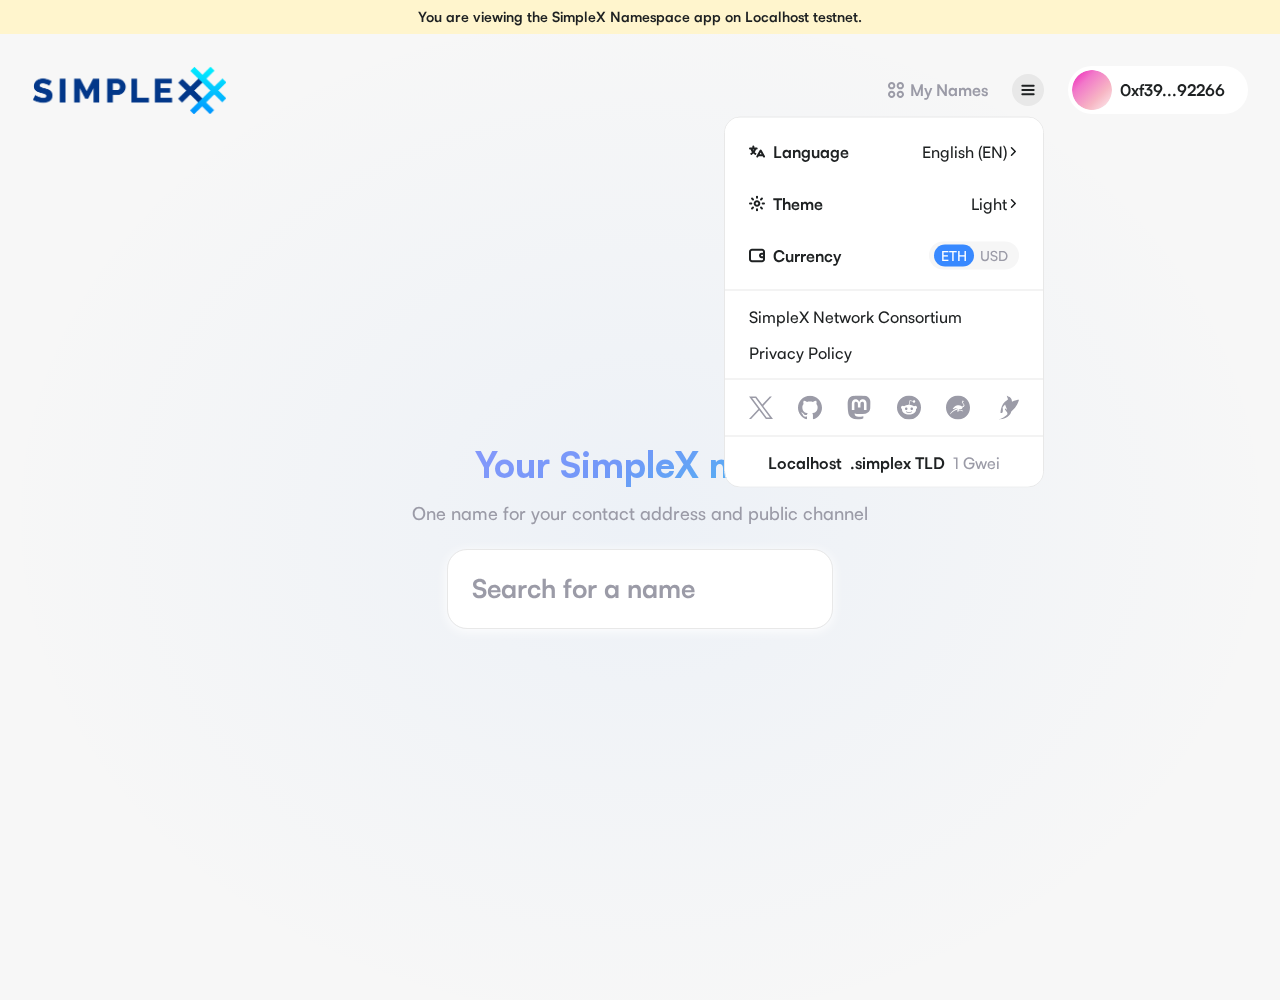 You are viewing the SimpleX Namespace app on Localhost testnet.
SIMPLEX
My Names
0xf39...92266
Language
English (EN)
Theme
Light
Currency
ETH USD
SimpleX Network Consortium
Privacy Policy
Localhost .simplex TLD 1 Gwei
Your SimpleX
One name for your contact address and public channel
Search for a name